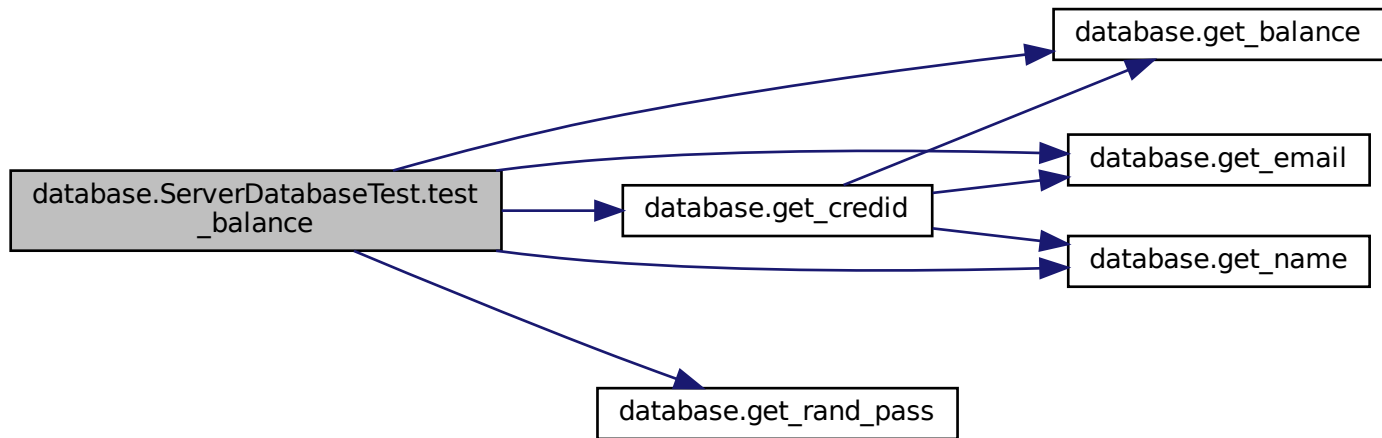 database.get_balance
database.get_email
database.ServerDatabaseTest.test
_balance
database.get_credid
database.get_name
database.get_rand_pass